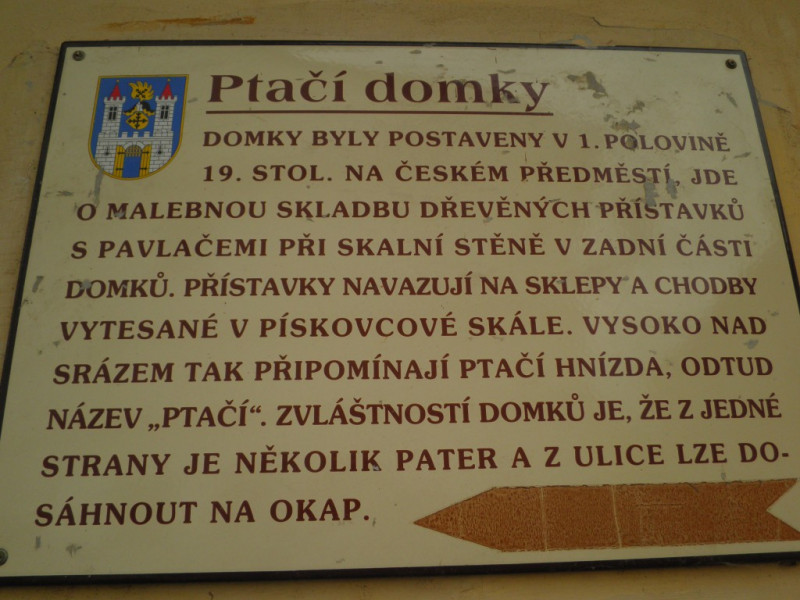 Ptačí domky
DOMKY BYLY POSTAVENY V 1. POLOVINĚ
19. STOL. NA ČESKÉM PŘEDMĚSTÍ, JDE
O MALEBNOU SKLADBU DŘEVĚNÝCH PŘÍSTAVKŮ
S PAVLAČEMI PŘI SKALNÍ STĚNĚ V ZADNÍ ČÁSTI
DOMKŮ. PŘÍSTAVKY NAVAZUJÍ NA SKLEPY A CHODBY
VYTESANÉ V PÍSKOVCOVÉ SKÁLE. VYSOKO NAD
SRÁZEM TAK PŘIPOMÍNAJÍ PTAČÍ HNÍZDA, ODTUD
NÁZEV „PTAČÍ“. ZVLÁŠTNOSTÍ DOMKŮ JE, ŽE Z JEDNÉ
STRANY JE NĚKOLIK PATER A Z ULICE LZE DO-
SÁHNOUT NA OKAP.